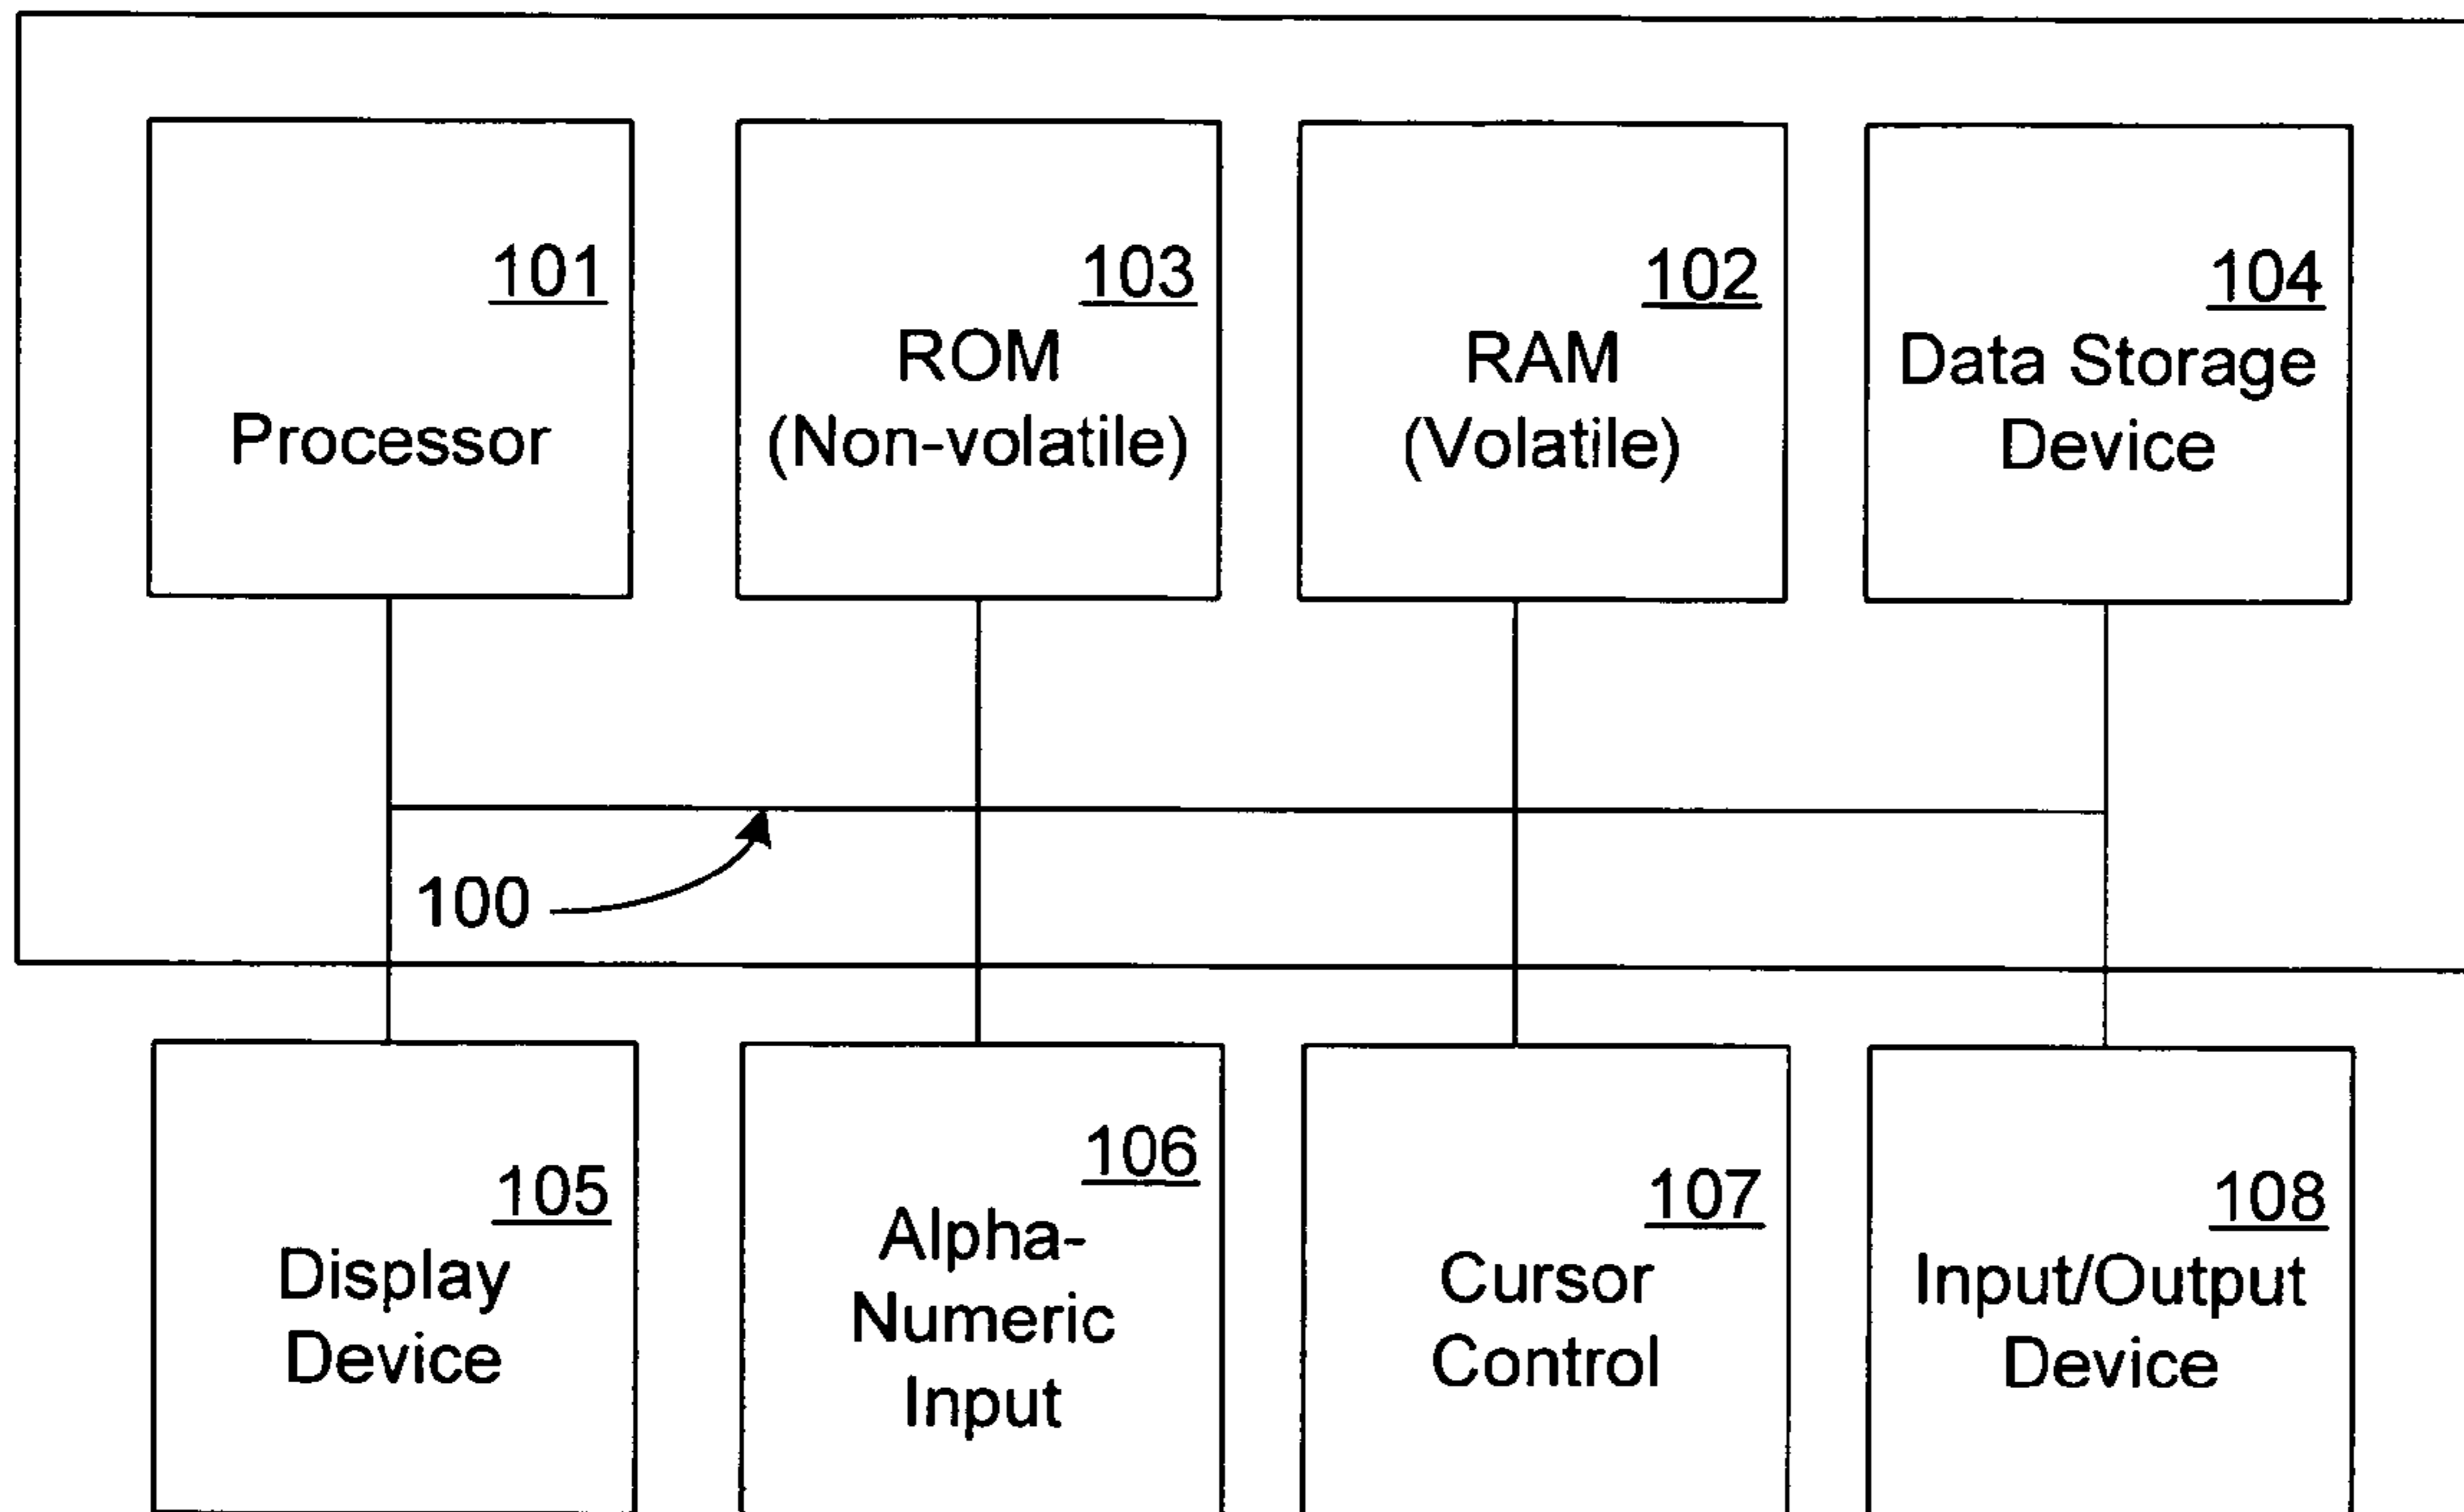 101
Processor
103
ROM
(Non-volatile)
102
RAM
(Volatile)
104
Data Storage
Device
100
105
Display
Device
106
Alpha-
Numeric
Input
107
Cursor
Control
108
Input/Output
Device